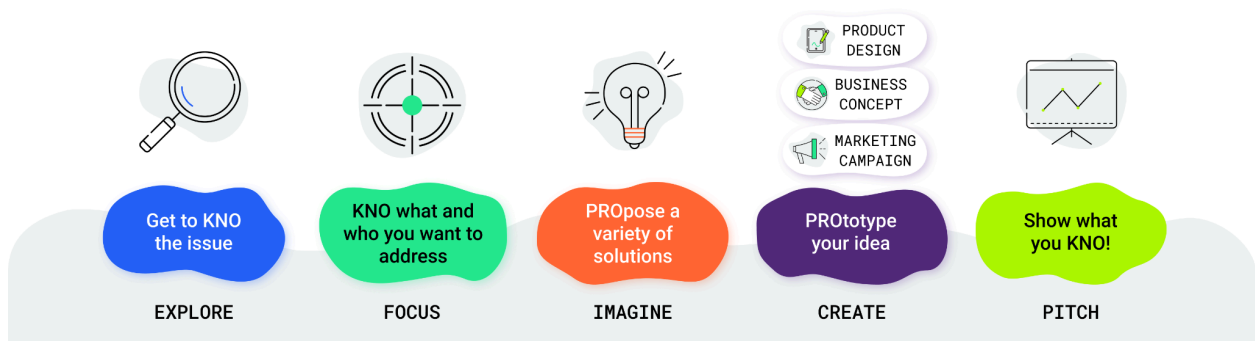 PRODUCT
DESIGN
BUSINESS
CONCEPT
MARKETING
CAMPAIGN
Get to KNO
the issue
KNO what and
who you want to
address
PROpose a
variety of
solutions
PROtotype
your idea
Show what
you KNO!
EXPLORE
FOCUS
IMAGINE
CREATE
PITCH